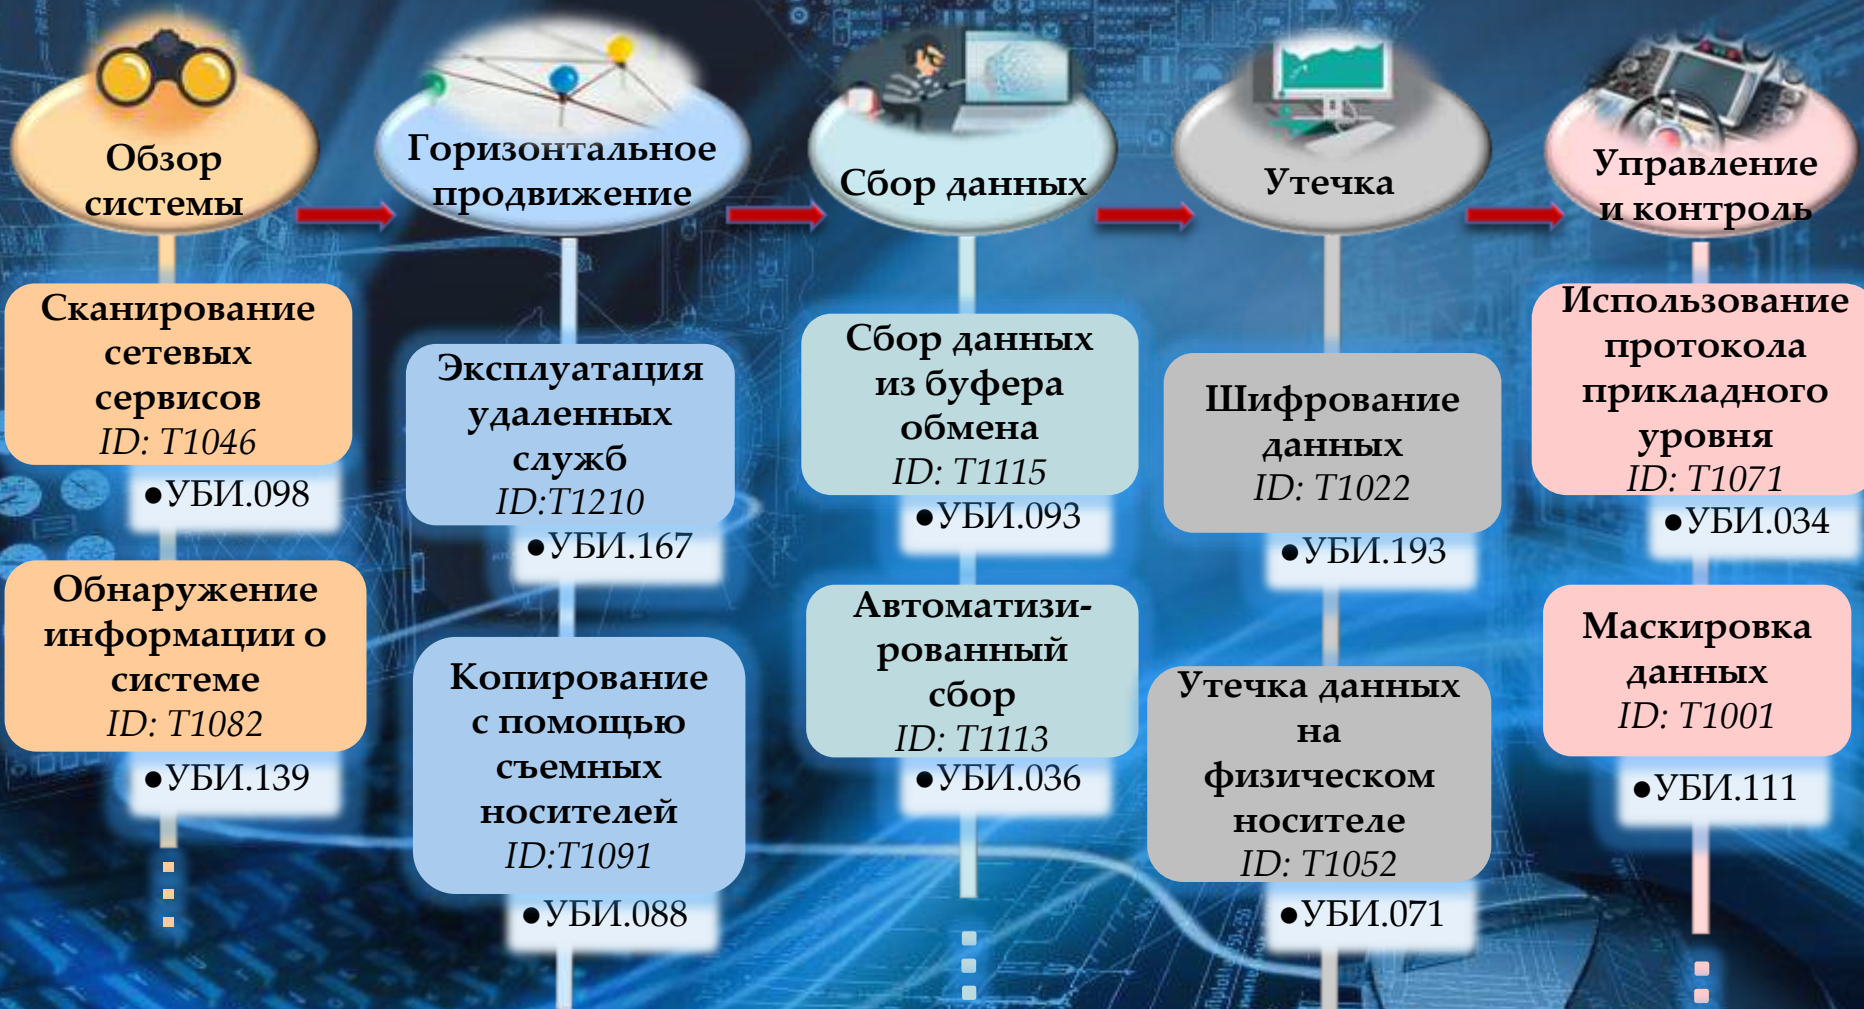 Обзор
системы
Сканирование
сетевых
сервисов
ID: T1046
●УБИ.098
Обнаружение
информации о
системе
ID: T1082
●УБИ.139
Горизонтальное
продвижение
Эксплуатация
удаленных
служб
ID:T1210
●УБИ.167
Копирование
с помощью
съемных
носителей
ID:T1091
●УБИ.088
Сбор данных
Сбор данных
из буфера
обмена
ID: T1115
●УБИ.093
Автоматизи-
рованный
сбор
ID: T1113
●УБИ.036
Утечка
Шифрование
данных
ID: T1022
●УБИ.193
Утечка данных
на
физическом
носителе
ID: T1052
●УБИ.071
Управление
и контроль
Использование
протокола
прикладного
уровня
ID: T1071
●УБИ.034
Маскировка
данных
ID: T1001
●УБИ.111